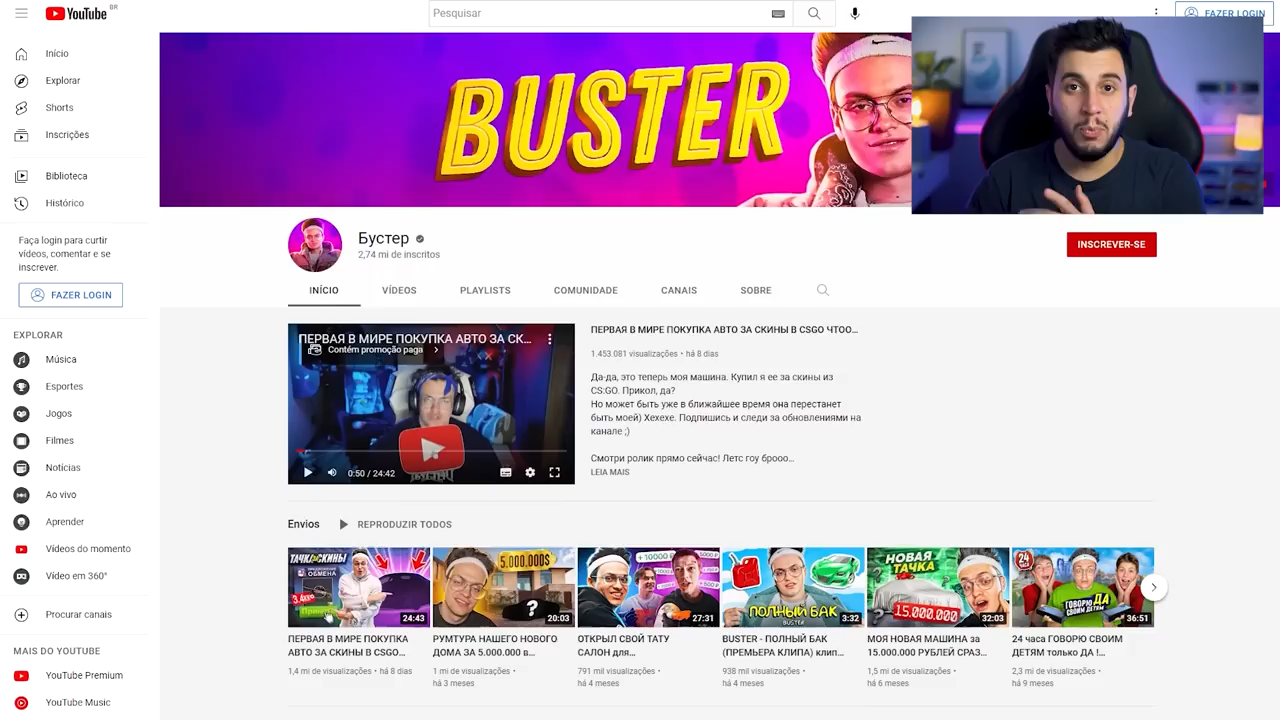 YouTube BR
Pesquisar
FAZER LOGIN
Início
Explorar
Shorts
Inscrições
Biblioteca
Histórico
Faça login para curtir
vídeos, comentar e se
inscrever.
FAZER LOGIN
EXPLORAR
Música
Esportes
Jogos
Filmes
Notícias
Ao vivo
Aprender
Vídeos do momento
Vídeo em 360°
Procurar canais
MAIS DO YOUTUBE
YouTube Premium
YouTube Music
BUSTER
Бустер
2,74 mi de inscritos
INSCREVER-SE
INÍCIO
VÍDEOS
PLAYLISTS
COMUNIDADE
CANAIS
SOBRE
ПЕРВАЯ В МИРЕ ПОКУПКА АВТО ЗА СК...
Contém promoção paga
0:50 / 24:42
ПЕРВАЯ В МИРЕ ПОКУПКА АВТО ЗА СКИНЫ В CSGO ЧТОО...
1.453.081 visualizações • há 8 dias
Да-да, это теперь моя машина. Купил я ее за скины из
CS:GO. Прикол, да?
Но может быть уже в ближайшее время она перестанет
быть моей) Хехехе. Подпишись и следи за обновлениями на
канале ;)
Смотри ролик прямо сейчас! Летс гоу брооо...
LEIA MAIS
Envios
REPRODUZIR TODOS
24:43
5.000.000$
?
20:03
+10000₽
27:31
ПОЛНЫЙ БАК
BUSTER
3:32
НОВАЯ
ТАЧКА
15.000.000
32:03
24
ГОВОРЮ ДА
СВОИМ ДЕТЯМ
36:51
ПЕРВАЯ В МИРЕ ПОКУПКА
АВТО ЗА СКИНЫ В CSGO...
1,4 mi de visualizações • há 8 dias
РУМТУРА НАШЕГО НОВОГО
ДОМА ЗА 5.000.000 в...
1 mi de visualizações •
há 3 meses
ОТКРЫЛ СВОЙ ТАТУ
САЛОН для...
791 mil visualizações •
há 4 meses
BUSTER - ПОЛНЫЙ БАК
(ПРЕМЬЕРА КЛИПА) клип...
938 mil visualizações •
há 4 meses
МОЯ НОВАЯ МАШИНА за
15.000.000 РУБЛЕЙ СРАЗ...
1,5 mi de visualizações •
há 6 meses
24 часа ГОВОРЮ СВОИМ
ДЕТЯМ только ДА !...
2,3 mi de visualizações •
há 9 meses